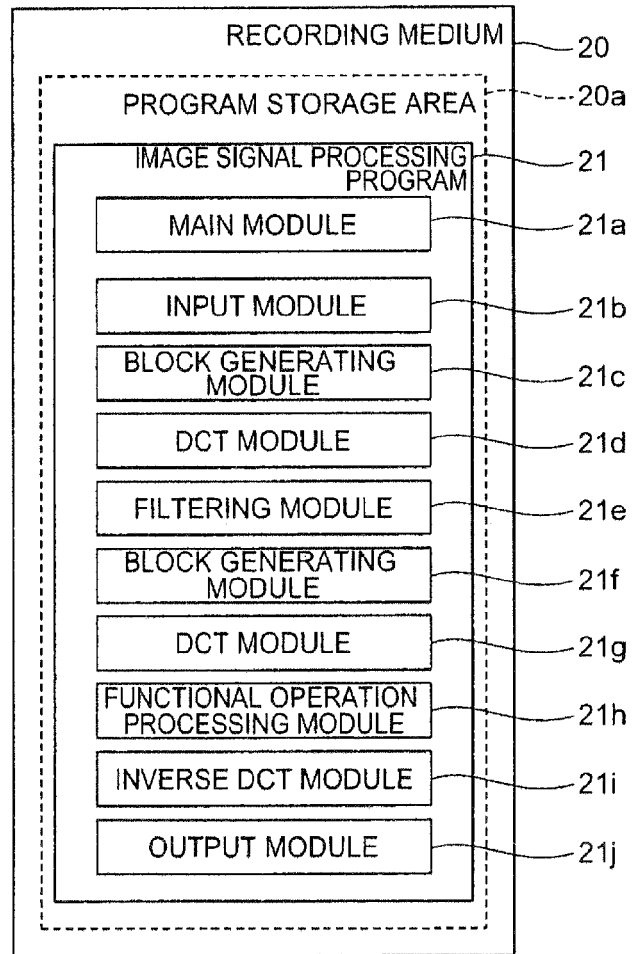 RECORDING MEDIUM 20
PROGRAM STORAGE AREA 20a
IMAGE SIGNAL PROCESSING 21
PROGRAM
MAIN MODULE 21a
INPUT MODULE 21b
BLOCK GENERATING
MODULE 21c
DCT MODULE 21d
FILTERING MODULE 21e
BLOCK GENERATING
MODULE 21f
DCT MODULE 21g
FUNCTIONAL OPERATION
PROCESSING MODULE 21h
INVERSE DCT MODULE 21i
OUTPUT MODULE 21j